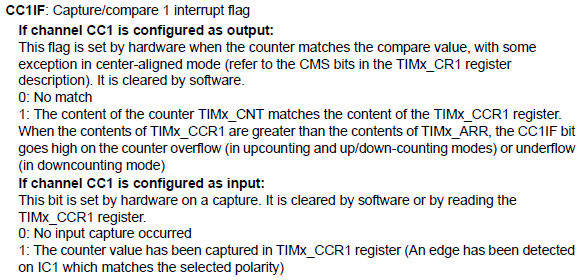 CC1IF: Capture/compare 1 interrupt flag
If channel CC1 is configured as output:
This flag is set by hardware when the counter matches the compare value, with some
exception in center-aligned mode (refer to the CMS bits in the TIMx_CR1 register
description). It is cleared by software.
0: No match
1: The content of the counter TIMx_CNT matches the content of the TIMx_CCR1 register.
When the contents of TIMx_CCR1 are greater than the contents of TIMx_ARR, the CC1IF bit
goes high on the counter overflow (in upcounting and up/down-counting modes) or underflow
(in downcounting mode)
If channel CC1 is configured as input:
This bit is set by hardware on a capture. It is cleared by software or by reading the
TIMx_CCR1 register.
0: No input capture occurred
1: The counter value has been captured in TIMx_CCR1 register (An edge has been detected
on IC1 which matches the selected polarity)